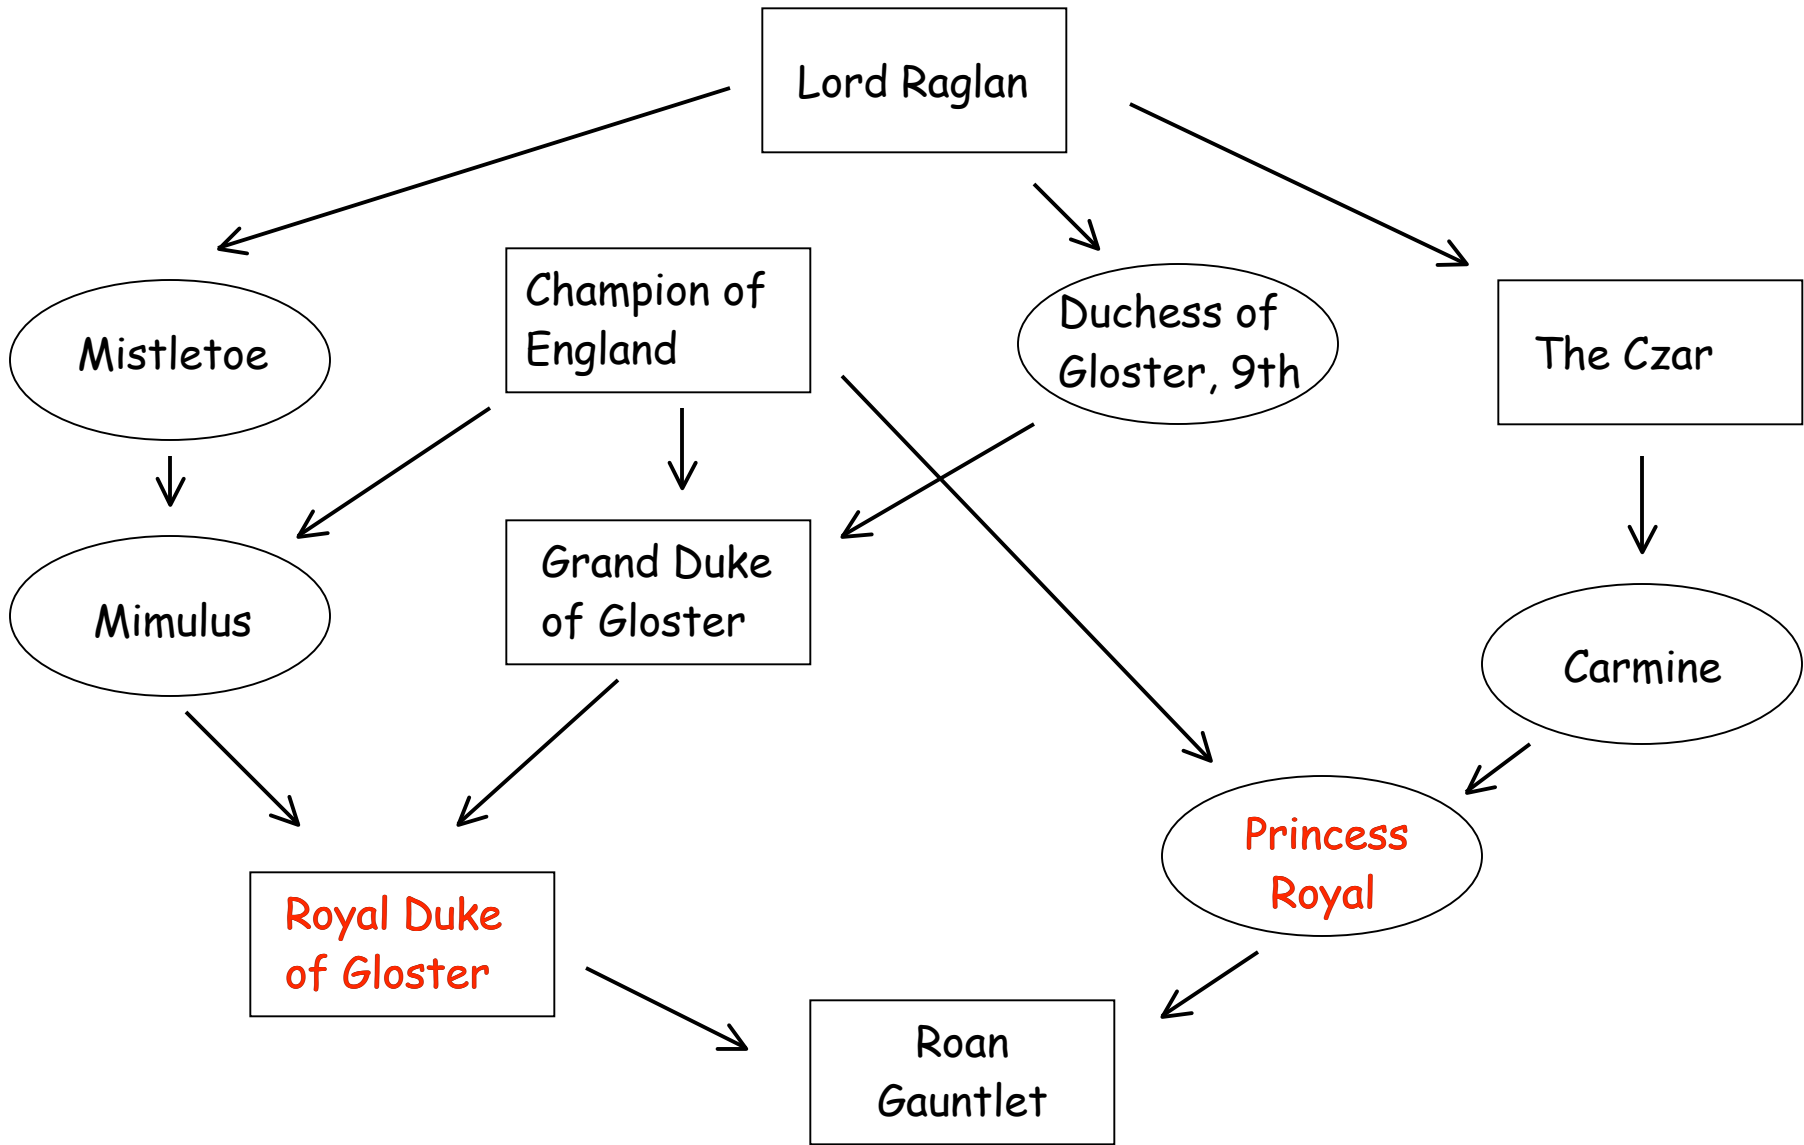 Lord Raglan
Champion of
England
Duchess of
Gloster, 9th
Mistletoe
The Czar
Grand Duke
of Gloster
Mimulus
Carmine
Princess
Royal
Royal Duke
of Gloster
Roan
Gauntlet